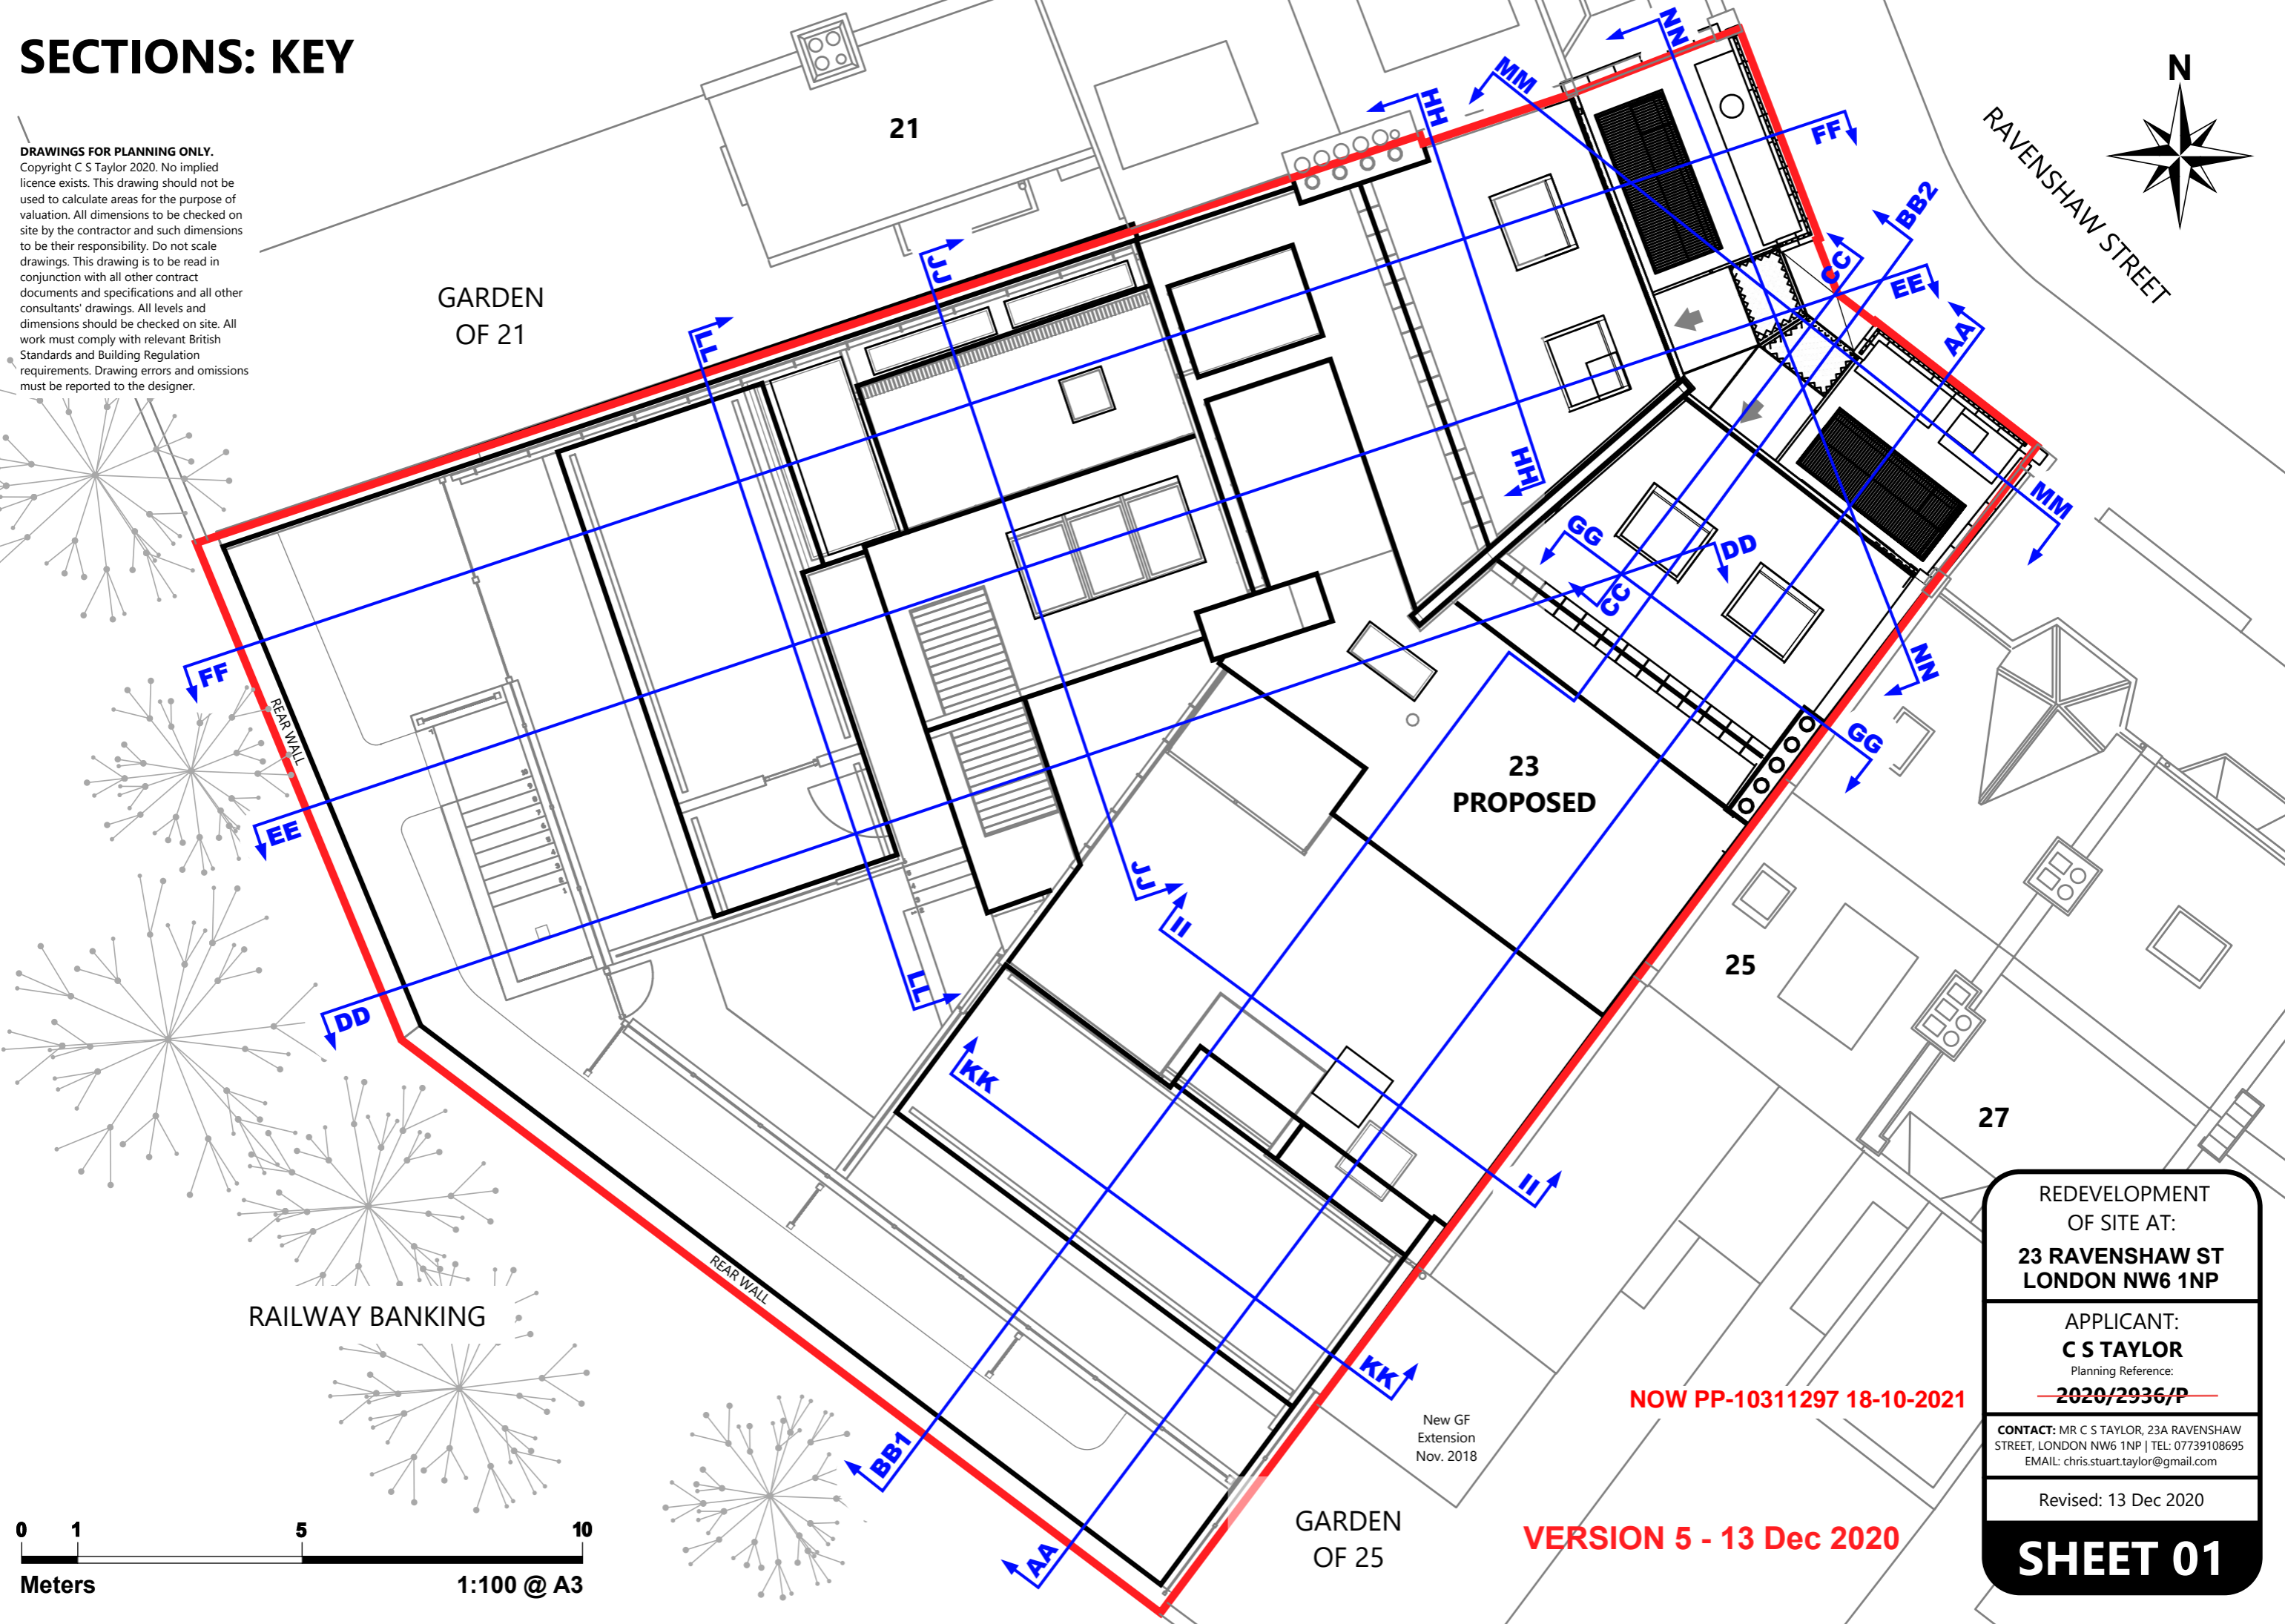 SECTIONS: KEY
DRAWINGS FOR PLANNING ONLY.
Copyright C S Taylor 2020. No implied
licence exists. This drawing should not be
used to calculate areas for the purpose of
valuation. All dimensions to be checked on
site by the contractor and such dimensions
to be their responsibility. Do not scale
drawings. This drawing is to be read in
conjunction with all other contract
documents and specifications and all other
consultants' drawings. All levels and
dimensions should be checked on site. All
work must comply with relevant British
Standards and Building Regulation
requirements. Drawing errors and omissions
must be reported to the designer.
21
GARDEN
OF 21
N
RAVENSHAW STREET
NN
MM
HH
FF
BB2
CC
EE
AA
JJ
LL
HH
MM
GG
DD
CC
NN
GG
FF
REAR WALL
EE
DD
23
PROPOSED
JJ
II
LL
KK
25
27
II
KK
REAR WALL
RAILWAY BANKING
BB1
AA
New GF
Extension
Nov. 2018
GARDEN
OF 25
NOW PP-10311297 18-10-2021
VERSION 5 - 13 Dec 2020
0 1 5 10
Meters 1:100 @ A3
REDEVELOPMENT
OF SITE AT:
23 RAVENSHAW ST
LONDON NW6 1NP
APPLICANT:
C S TAYLOR
Planning Reference:
2020/2936/P
CONTACT: MR C S TAYLOR, 23A RAVENSHAW
STREET, LONDON NW6 1NP | TEL: 07739108695
EMAIL: chris.stuart.taylor@gmail.com
Revised: 13 Dec 2020
SHEET 01